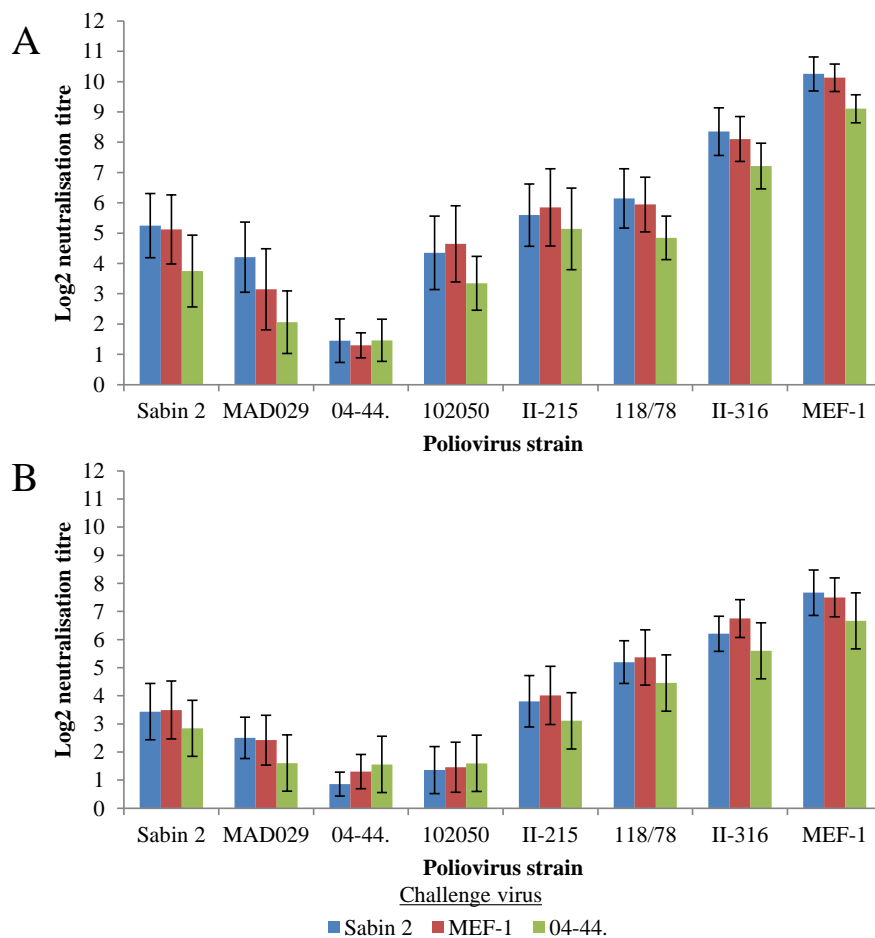 A
Log2 neutralisation titre
12
11
10
9
8
7
6
5
4
3
2
1
0
Sabin 2 MAD029 04-44. 102050 II-215 118/78 II-316 MEF-1
Poliovirus strain
B
Log2 neutralisation titre
12
11
10
9
8
7
6
5
4
3
2
1
0
Sabin 2 MAD029 04-44. 102050 II-215 118/78 II-316 MEF-1
Poliovirus strain
Challenge virus
Sabin 2 MEF-1 04-44.